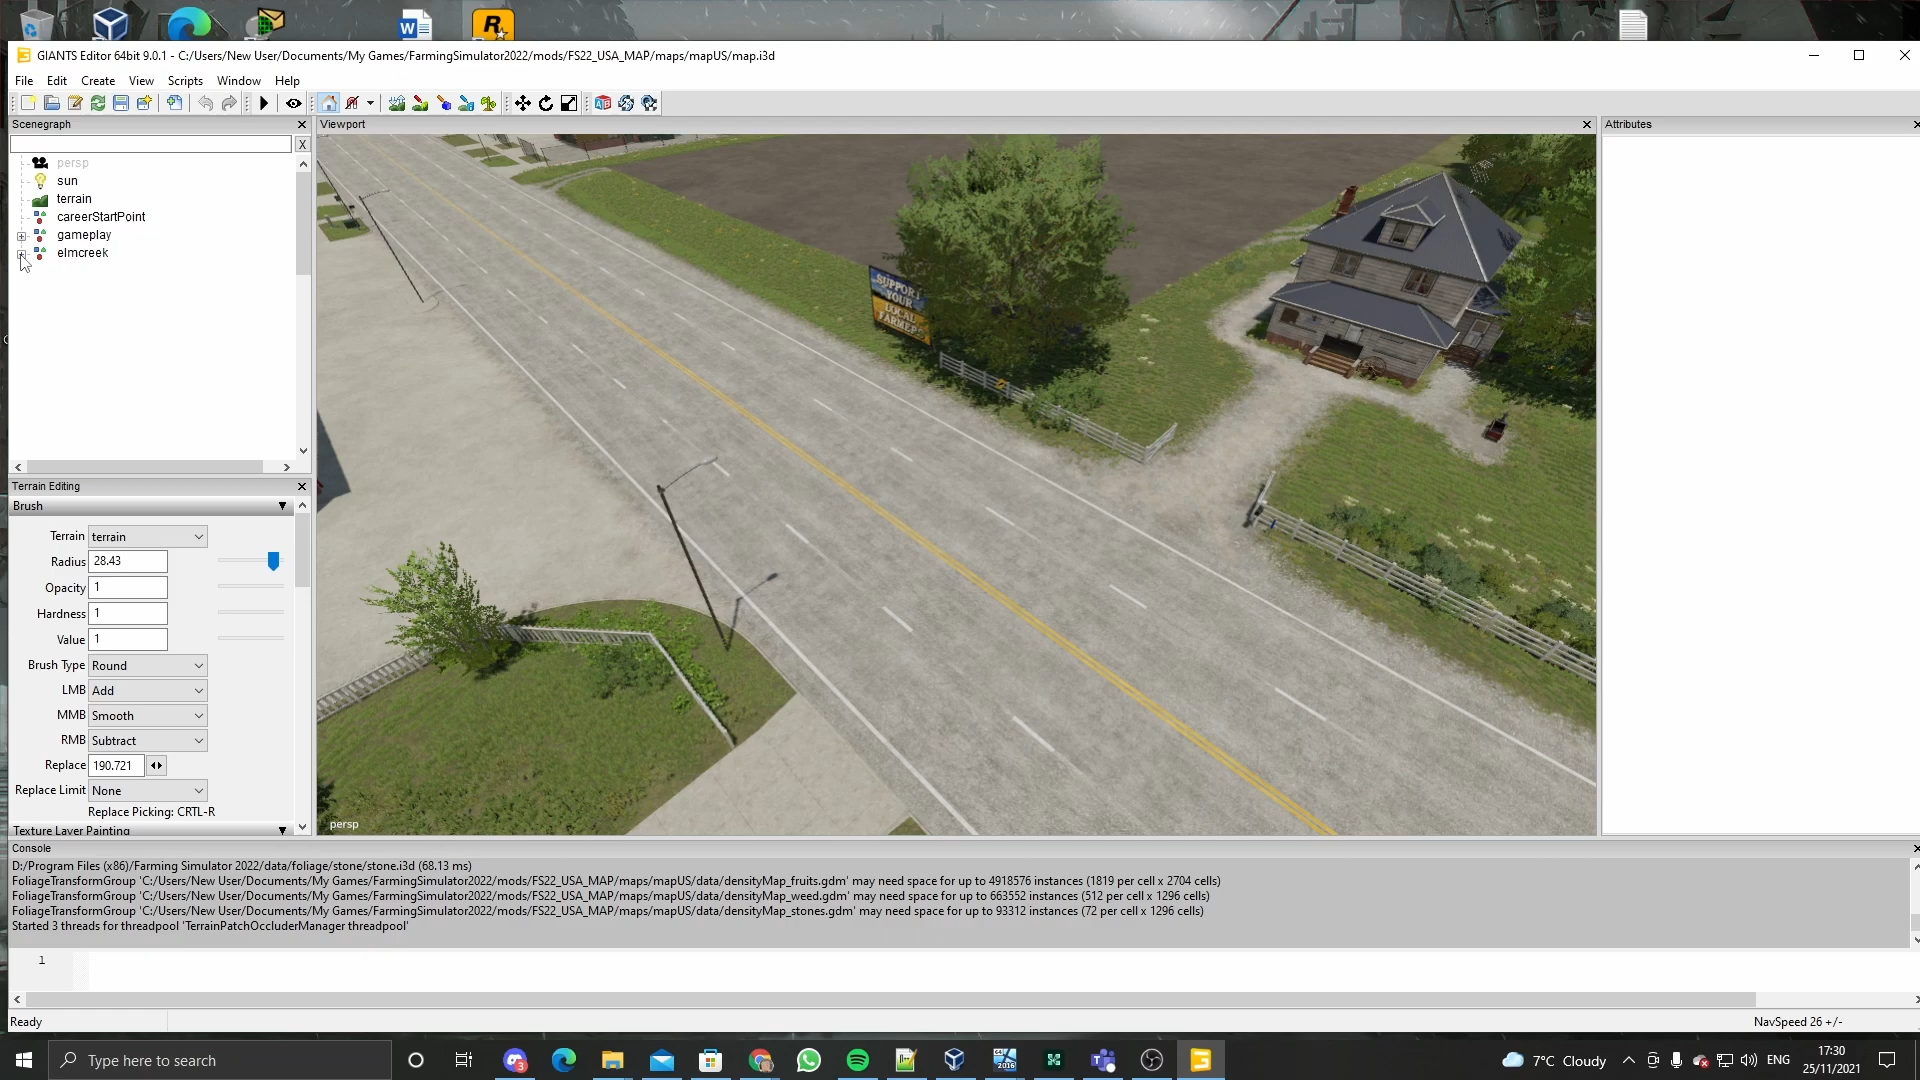 GIANTS Editor 64bit 9.0.1 - C:/Users/New User/Documents/My Games/FarmingSimulator2022/mods/FS22_USA_MAP/maps/mapUS/map.i3d
File Edit Create View Scripts Window Help
Scenegraph
Viewport
Attributes
X
persp
sun
terrain
careerStartPoint
gameplay
elmcreek
SUPPORT
YOUR
LOCAL
FARMERS
Terrain Editing
Brush
Terrain terrain
Radius 28.43
Opacity 1
Hardness 1
Value 1
Brush Type Round
LMB Add
MMB Smooth
RMB Subtract
Replace 190.721
Replace Limit None
Replace Picking: CRTL-R
Texture Layer Painting
persp
Console
D:/Program Files (x86)/Farming Simulator 2022/data/foliage/stone/stone.i3d (68.13 ms)
FoliageTransformGroup 'C:/Users/New User/Documents/My Games/FarmingSimulator2022/mods/FS22_USA_MAP/maps/mapUS/data/densityMap_fruits.gdm' may need space for up to 4918576 instances (1819 per cell x 2704 cells)
FoliageTransformGroup 'C:/Users/New User/Documents/My Games/FarmingSimulator2022/mods/FS22_USA_MAP/maps/mapUS/data/densityMap_weed.gdm' may need space for up to 663552 instances (512 per cell x 1296 cells)
FoliageTransformGroup 'C:/Users/New User/Documents/My Games/FarmingSimulator2022/mods/FS22_USA_MAP/maps/mapUS/data/densityMap_stones.gdm' may need space for up to 93312 instances (72 per cell x 1296 cells)
Started 3 threads for threadpool 'TerrainPatchOccluderManager threadpool'
1
Ready
NavSpeed 26 +/-
Type here to search
3
64
2016
7°C Cloudy
ENG
17:30
25/11/2021